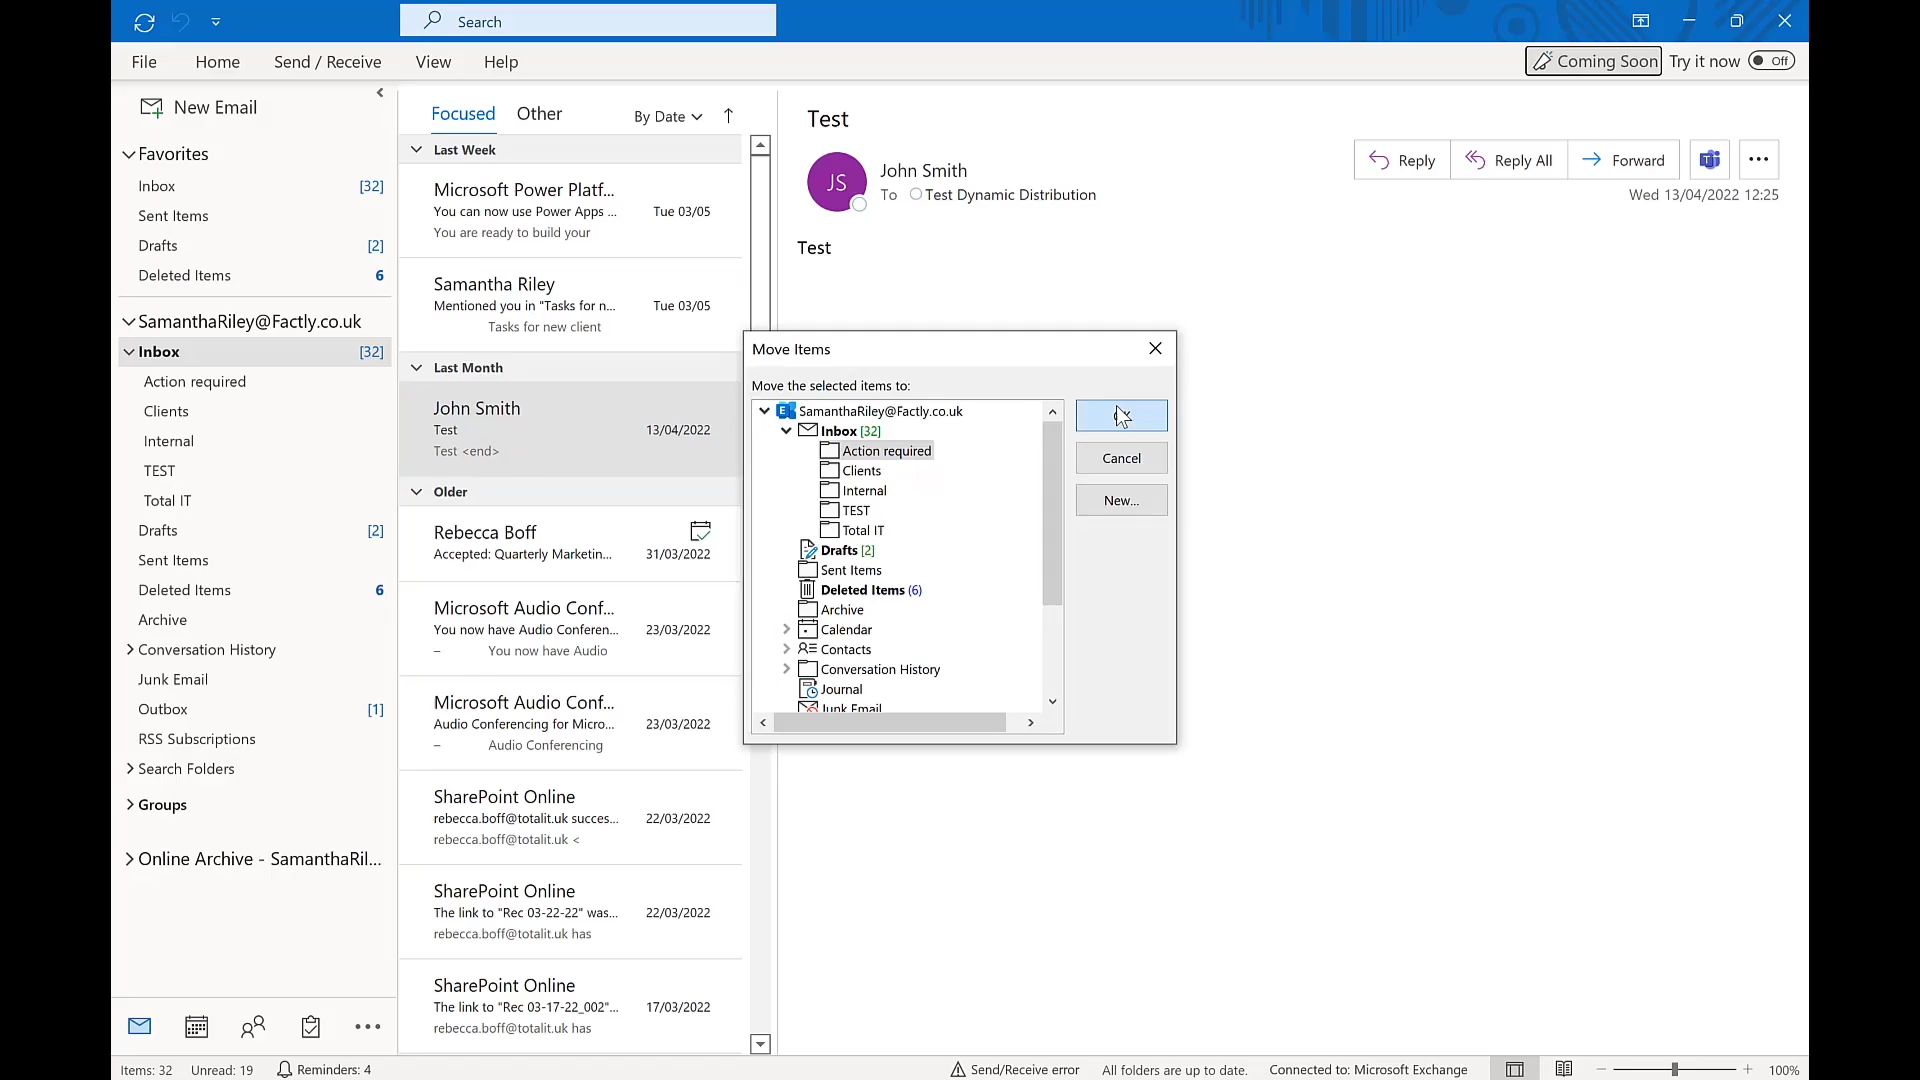 Search
File Home Send / Receive View Help
Coming Soon Try it now Off
New Email
Favorites
Inbox [32]
Sent Items
Drafts [2]
Deleted Items 6
SamanthaRiley@Factly.co.uk
Inbox [32]
Action required
Clients
Internal
TEST
Total IT
Drafts [2]
Sent Items
Deleted Items 6
Archive
Conversation History
Junk Email
Outbox [1]
RSS Subscriptions
Search Folders
Groups
Online Archive - SamanthaRil...
Focused Other By Date
Last Week
Microsoft Power Platf...
You can now use Power Apps ... Tue 03/05
You are ready to build your
Samantha Riley
Mentioned you in "Tasks for n... Tue 03/05
Tasks for new client
Last Month
John Smith
Test 13/04/2022
Test <end>
Older
Rebecca Boff
Accepted: Quarterly Marketin... 31/03/2022
Microsoft Audio Conf...
You now have Audio Conferen... 23/03/2022
– You now have Audio
Microsoft Audio Conf...
Audio Conferencing for Micro... 23/03/2022
– Audio Conferencing
SharePoint Online
rebecca.boff@totalit.uk succes... 22/03/2022
rebecca.boff@totalit.uk <
SharePoint Online
The link to "Rec 03-22-22" was... 22/03/2022
rebecca.boff@totalit.uk has
SharePoint Online
The link to "Rec 03-17-22_002"... 17/03/2022
rebecca.boff@totalit.uk has
Test
JS
John Smith
To Test Dynamic Distribution
Reply Reply All Forward
Wed 13/04/2022 12:25
Test
Move Items
Move the selected items to:
SamanthaRiley@Factly.co.uk
Inbox [32]
Action required
Clients
Internal
TEST
Total IT
Drafts [2]
Sent Items
Deleted Items (6)
Archive
Calendar
Contacts
Conversation History
Journal
Junk Email
Cancel
New...
Items: 32 Unread: 19 Reminders: 4 Send/Receive error All folders are up to date. Connected to: Microsoft Exchange 100%